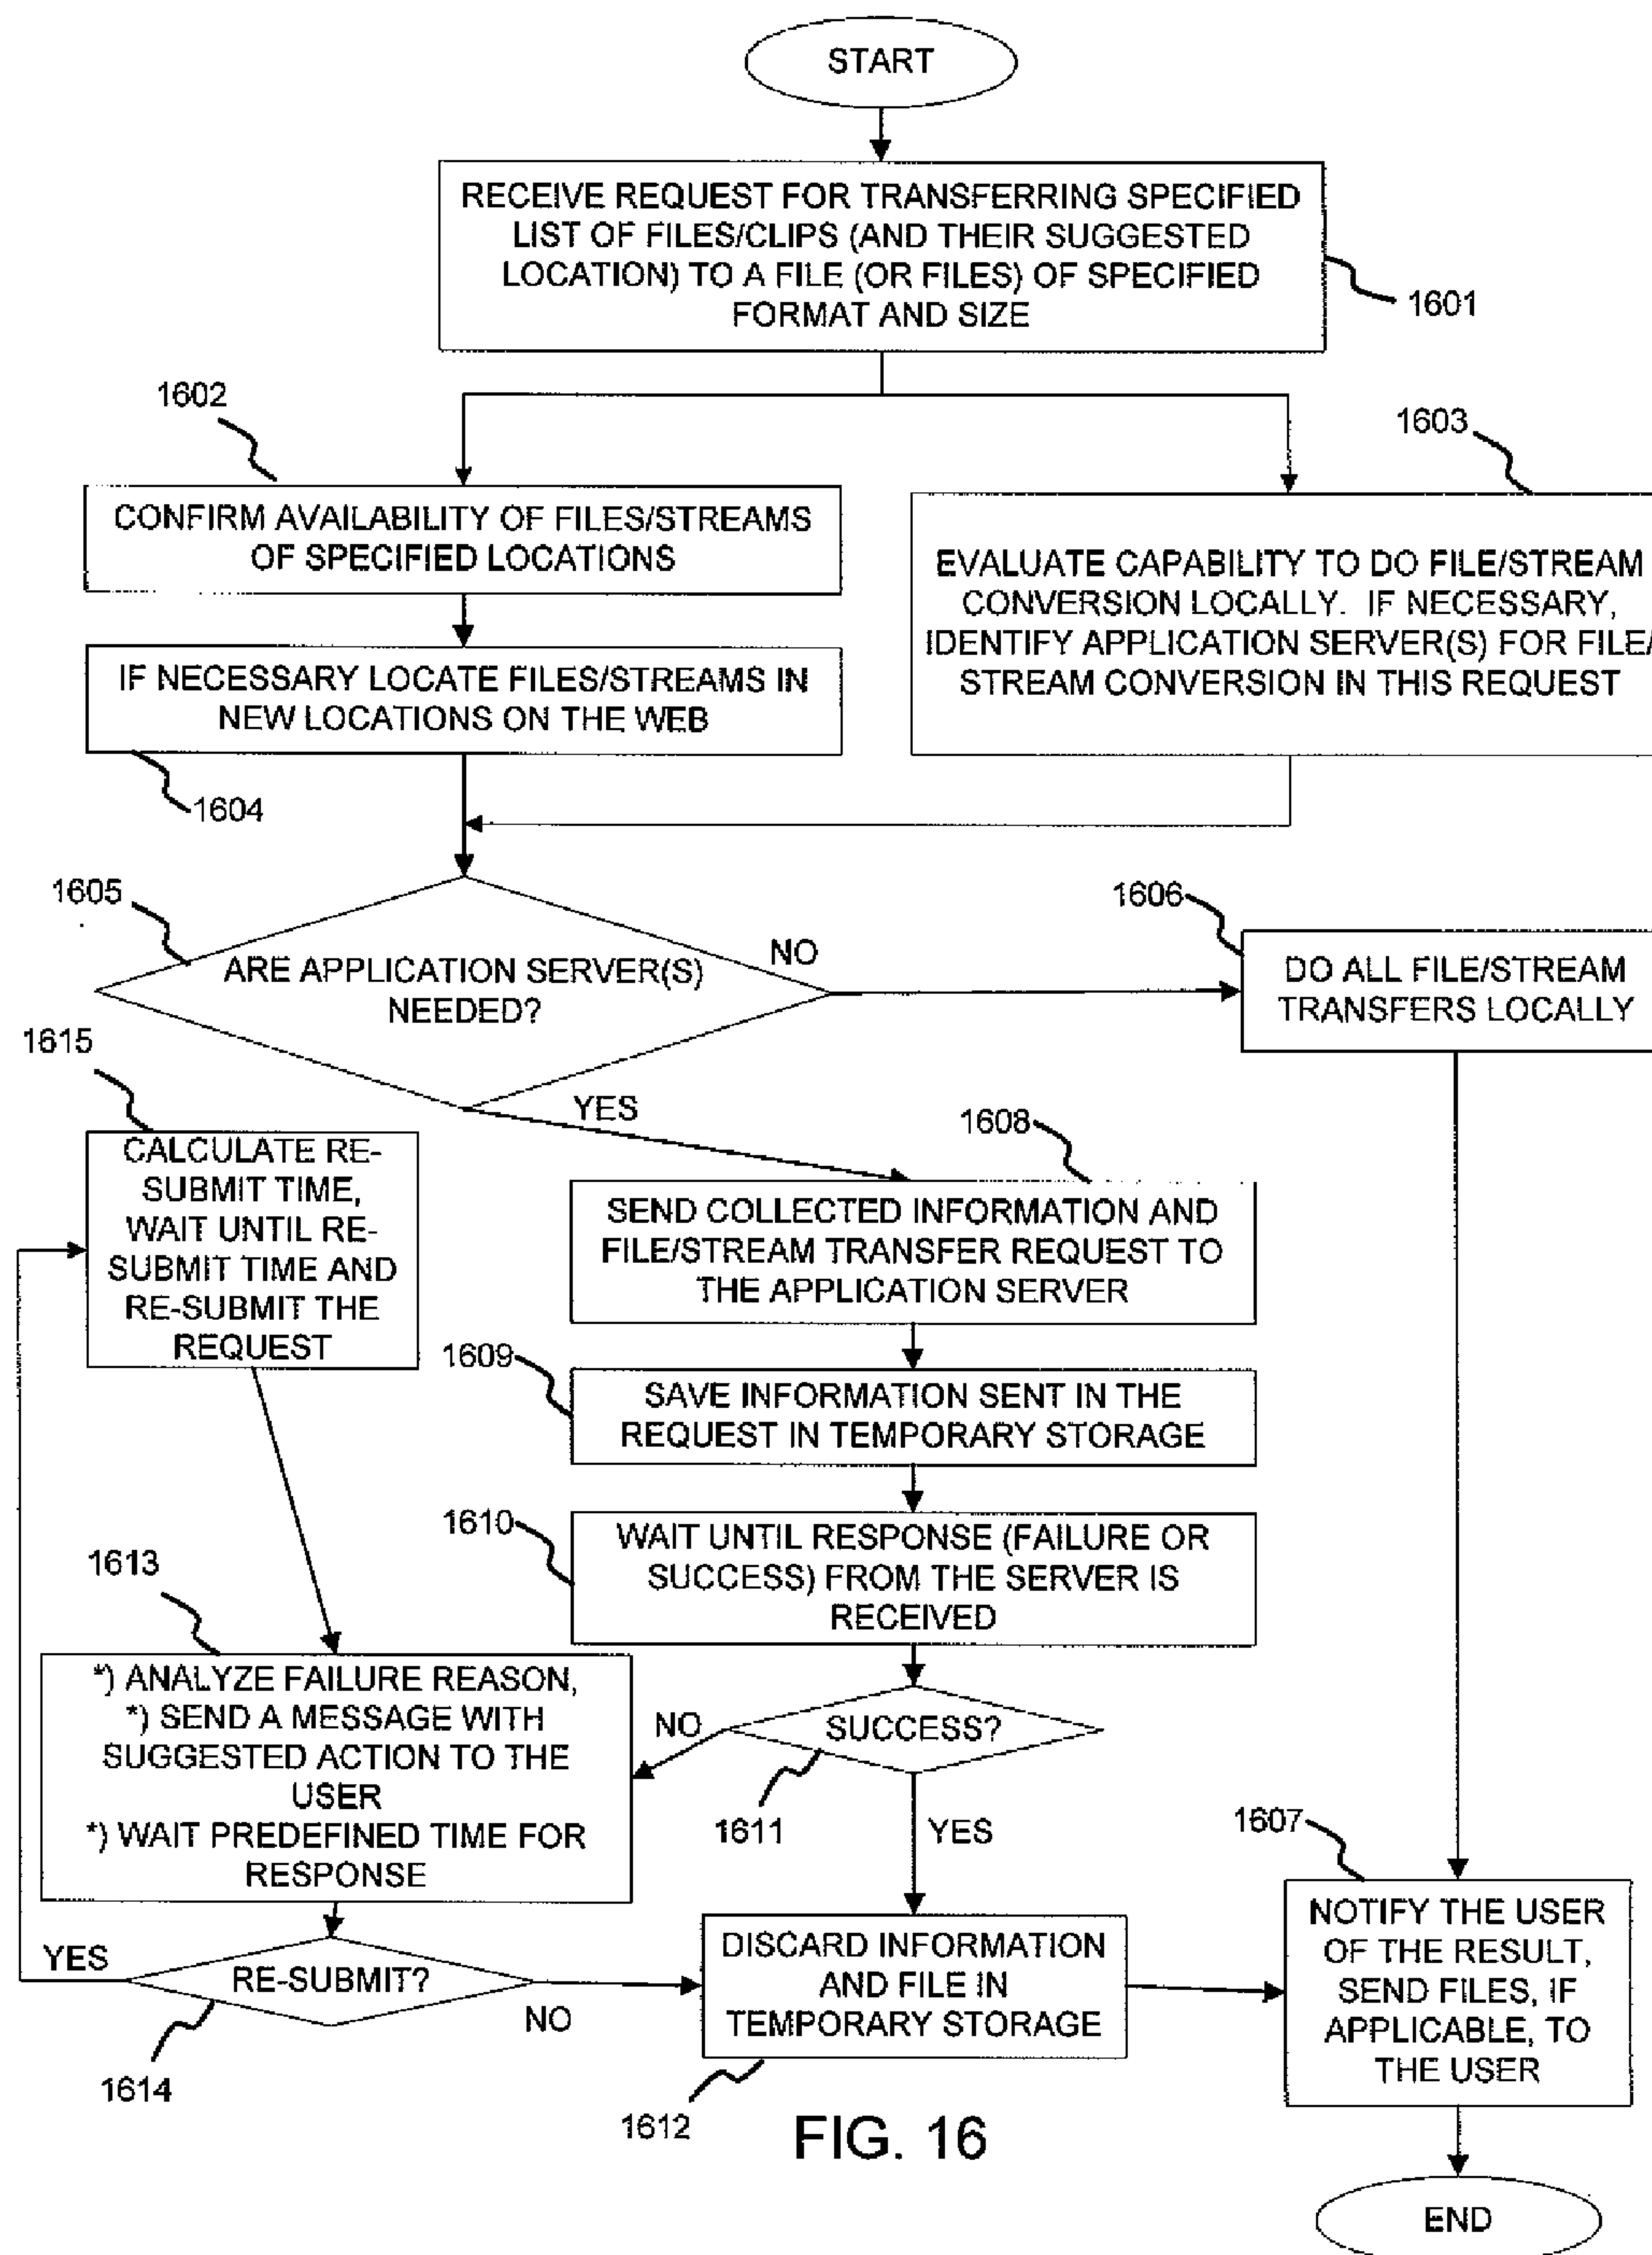 START
RECEIVE REQUEST FOR TRANSFERRING SPECIFIED
LIST OF FILES/CLIPS (AND THEIR SUGGESTED
LOCATION) TO A FILE (OR FILES) OF SPECIFIED
FORMAT AND SIZE
1601
1602
1603
CONFIRM AVAILABILITY OF FILES/STREAMS
OF SPECIFIED LOCATIONS
EVALUATE CAPABILITY TO DO FILE/STREAM
CONVERSION LOCALLY. IF NECESSARY,
IDENTIFY APPLICATION SERVER(S) FOR FILE/
STREAM CONVERSION IN THIS REQUEST
IF NECESSARY LOCATE FILES/STREAMS IN
NEW LOCATIONS ON THE WEB
1604
1605
ARE APPLICATION SERVER(S)
NEEDED?
NO
1606
DO ALL FILE/STREAM
TRANSFERS LOCALLY
1615
YES
CALCULATE RE-
SUBMIT TIME,
WAIT UNTIL RE-
SUBMIT TIME AND
RE-SUBMIT THE
REQUEST
1608
SEND COLLECTED INFORMATION AND
FILE/STREAM TRANSFER REQUEST TO
THE APPLICATION SERVER
1609
SAVE INFORMATION SENT IN THE
REQUEST IN TEMPORARY STORAGE
1610
WAIT UNTIL RESPONSE (FAILURE OR
SUCCESS) FROM THE SERVER IS
RECEIVED
1613
*) ANALYZE FAILURE REASON,
*) SEND A MESSAGE WITH
SUGGESTED ACTION TO THE
USER
*) WAIT PREDEFINED TIME FOR
RESPONSE
NO
SUCCESS?
1611
YES
1607
NOTIFY THE USER
OF THE RESULT,
SEND FILES, IF
APPLICABLE, TO
THE USER
YES
RE-SUBMIT?
NO
1614
DISCARD INFORMATION
AND FILE IN
TEMPORARY STORAGE
1612
FIG. 16
END